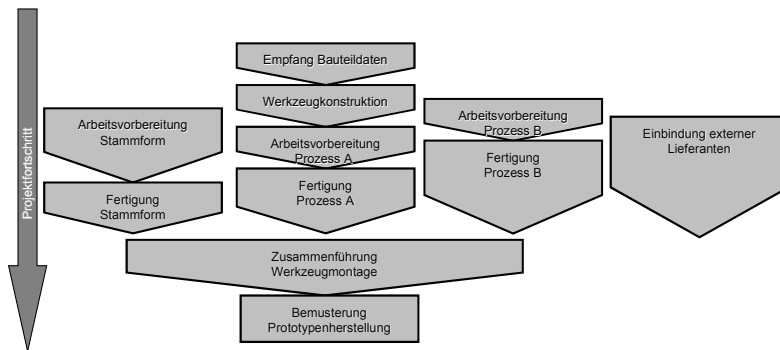 Projektfortschritt
Empfang Bauteildaten
Werkzeugkonstruktion
Arbeitsvorbereitung
Stammform
Arbeitsvorbereitung
Prozess A
Arbeitsvorbereitung
Prozess B
Einbindung externer
Lieferanten
Fertigung
Stammform
Fertigung
Prozess A
Fertigung
Prozess B
Zusammenführung
Werkzeugmontage
Bemusterung
Prototypenherstellung